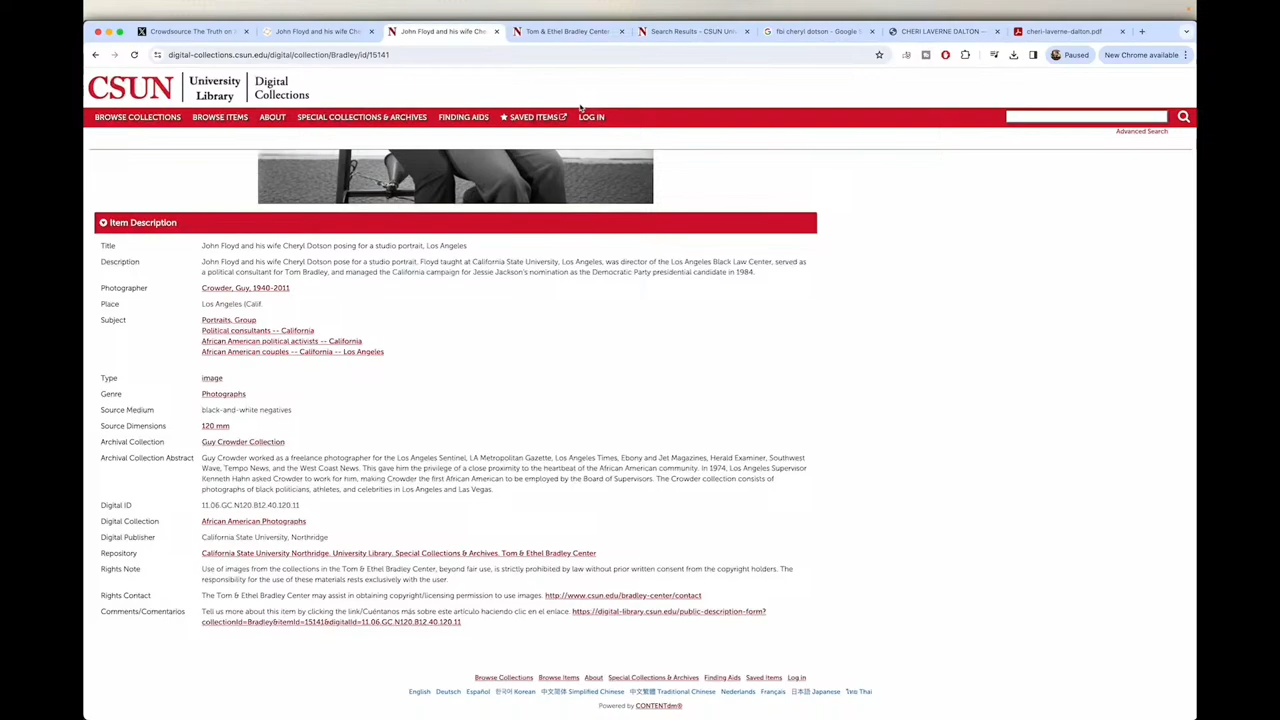 Crowdsource The Truth on
John Floyd and his wife Che
John Floyd and his wife Che
Tom & Ethel Bradley Center
Search Results - CSUN Uni
fbi cheryl dotson - Google
CHERI LAVERNE DALTON —
cheri-laverne-dalton.pdf
digital-collections.csun.edu/digital/collection/Bradley/id/15141
Paused
New Chrome available
CSUN University Library Digital Collections
BROWSE COLLECTIONS BROWSE ITEMS ABOUT SPECIAL COLLECTIONS & ARCHIVES FINDING AIDS SAVED ITEMS LOG IN
Advanced Search
Item Description
Title John Floyd and his wife Cheryl Dotson posing for a studio portrait, Los Angeles
Description John Floyd and his wife Cheryl Dotson pose for a studio portrait. Floyd taught at California State University, Los Angeles, was director of the Los Angeles Black Law Center, served as
a political consultant for Tom Bradley, and managed the California campaign for Jessie Jackson's nomination as the Democratic Party presidential candidate in 1984.
Photographer Crowder, Guy, 1940-2011
Place Los Angeles (Calif.
Subject Portraits, Group
Political consultants -- California
African American political activists -- California
African American couples -- California -- Los Angeles
Type image
Genre Photographs
Source Medium black-and-white negatives
Source Dimensions 120 mm
Archival Collection Guy Crowder Collection
Archival Collection Abstract Guy Crowder worked as a freelance photographer for the Los Angeles Sentinel, LA Metropolitan Gazette, Los Angeles Times, Ebony and Jet Magazines, Herald Examiner, Southwest
Wave, Tempo News, and the West Coast News. This gave him the privilege of a close proximity to the heartbeat of the African American community. In 1974, Los Angeles Supervisor
Kenneth Hahn asked Crowder to work for him, making Crowder the first African American to be employed by the Board of Supervisors. The Crowder collection consists of
photographs of black politicians, athletes, and celebrities in Los Angeles and Las Vegas.
Digital ID 11.06.GC.N120.B12.40.120.11
Digital Collection African American Photographs
Digital Publisher California State University, Northridge
Repository California State University Northridge. University Library. Special Collections & Archives. Tom & Ethel Bradley Center
Rights Note Use of images from the collections in the Tom & Ethel Bradley Center, beyond fair use, is strictly prohibited by law without prior written consent from the copyright holders. The
responsibility for the use of these materials rests exclusively with the user.
Rights Contact The Tom & Ethel Bradley Center may assist in obtaining copyright/licensing permission to use images. http://www.csun.edu/bradley-center/contact
Comments/Comentarios Tell us more about this item by clicking the link/Cuéntanos más sobre este artículo haciendo clic en el enlace. https://digital-library.csun.edu/public-description-form?
collectionId=Bradley&itemId=15141&digitalId=11.06.GC.N120.B12.40.120.11
Browse Collections Browse Items About Special Collections & Archives Finding Aids Saved Items Log in
English Deutsch Español 한국어 Korean 中文简体 Simplified Chinese 中文繁體 Traditional Chinese Nederlands Français 日本語 Japanese ไทย Thai
Powered by CONTENTdm®